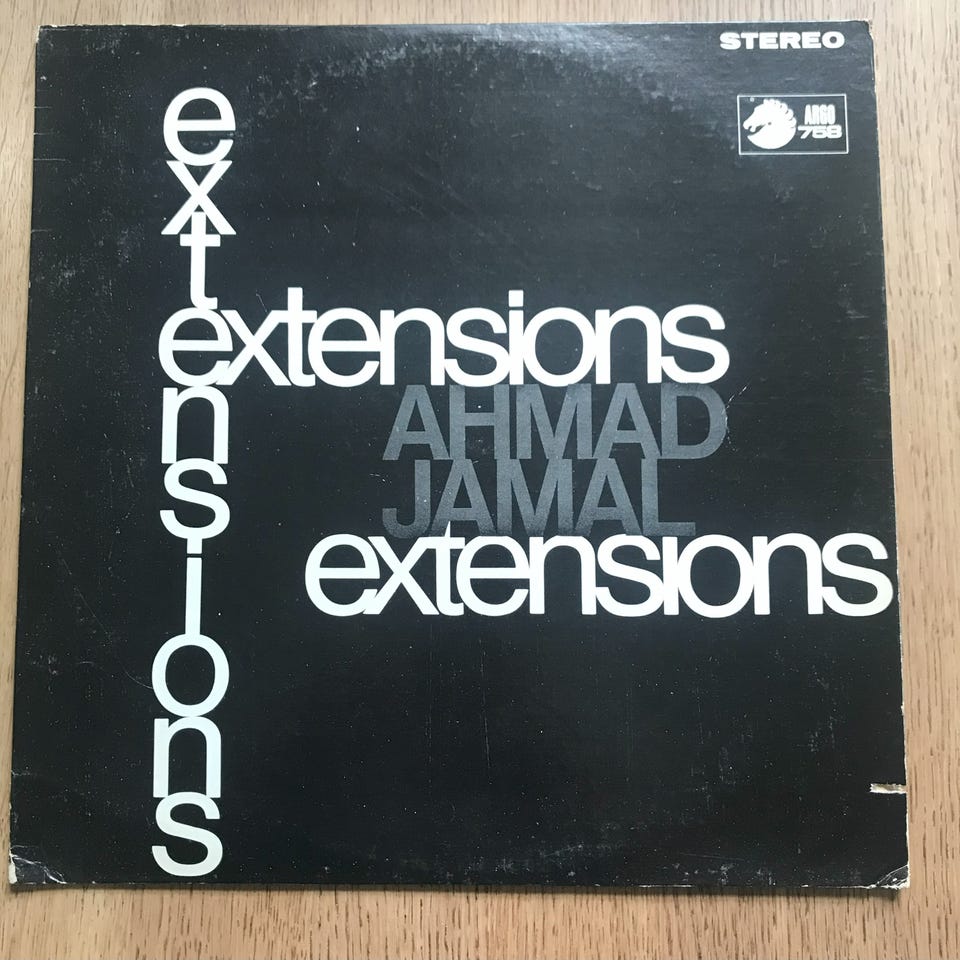 STEREO
ARGO
758
extensions
extensions
AHMAD
JAMAL
extensions